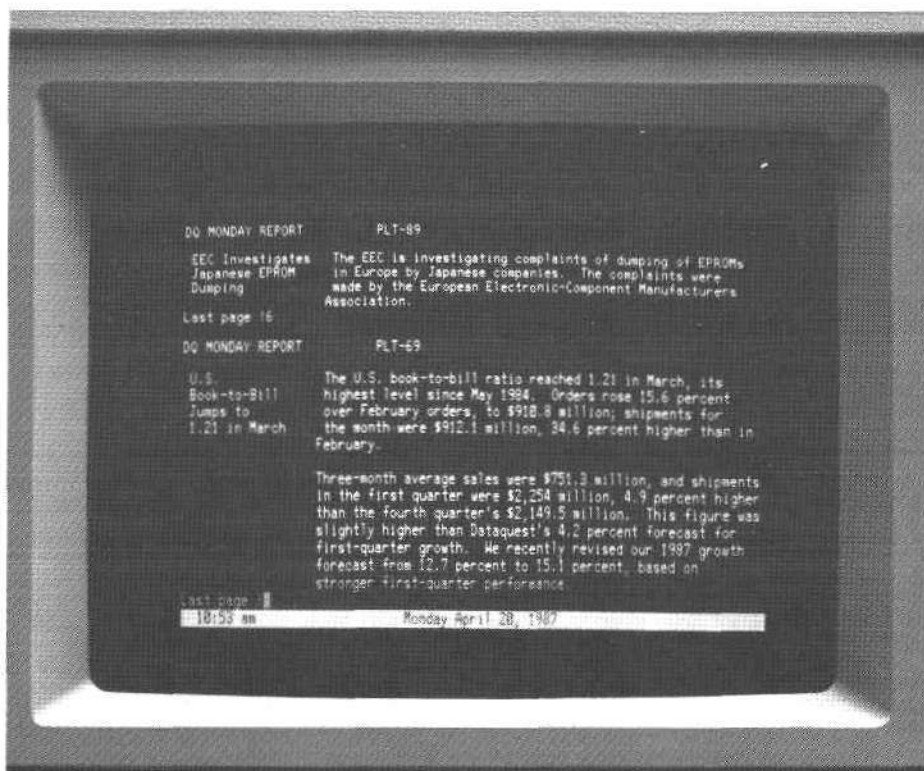 DQ MONDAY REPORT PLT-89
EEC Investigates The EEC is investigating complaints of dumping of EPROMs
Japanese EPROM in Europe by Japanese companies. The complaints were
Dumping made by the European Electronic-Component Manufacturers
Association.
Last page !6
DQ MONDAY REPORT PLT-69
U.S. The U.S. book-to-bill ratio reached 1.21 in March, its
Book-to-Bill highest level since May 1984. Orders rose 15.6 percent
Jumps to over February orders, to $910.8 million; shipments for
1.21 in March the month were $912.1 million, 34.6 percent higher than in
February.
Three-month average sales were $751.3 million, and shipments
in the first quarter were $2,254 million, 4.9 percent higher
than the fourth quarter's $2,149.5 million. This figure was
slightly higher than Dataquest's 4.2 percent forecast for
first-quarter growth. We recently revised our 1987 growth
forecast from 12.7 percent to 15.1 percent, based on
stronger first-quarter performance
Last page
10:53 am Monday April 20, 1987